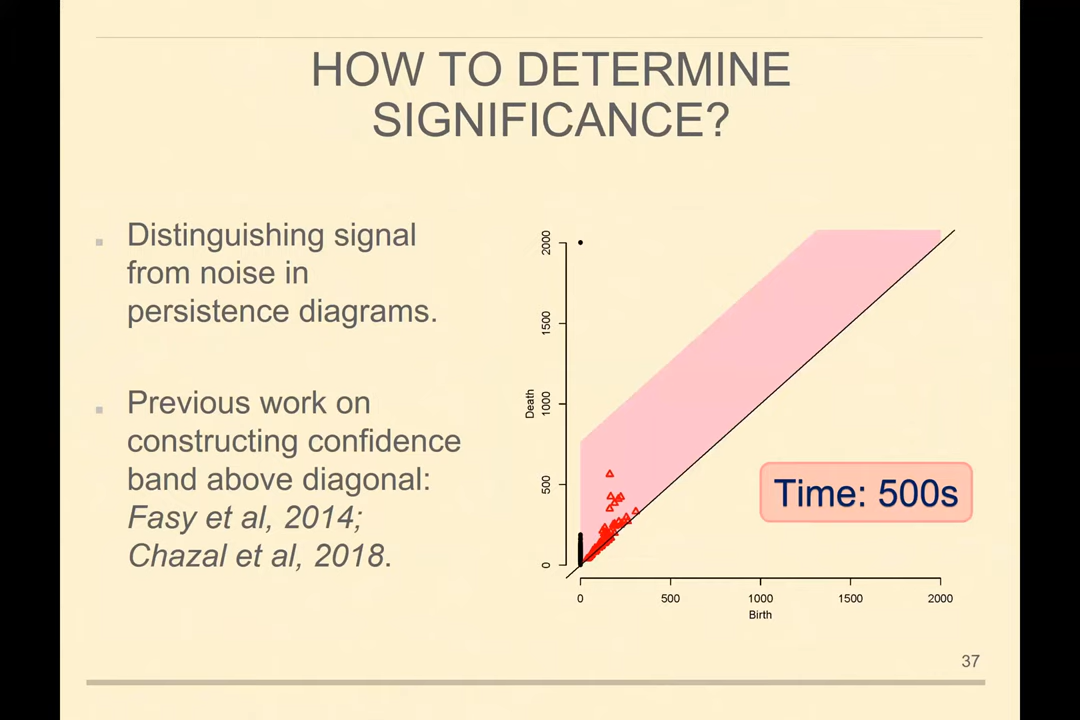 HOW TO DETERMINE
SIGNIFICANCE?
Distinguishing signal
from noise in
persistence diagrams.
Previous work on
constructing confidence
band above diagonal:
Fasy et al, 2014;
Chazal et al, 2018.
2000
1500
1000
500
0
Death
0 500 1000 1500 2000
Birth
Time: 500s
37